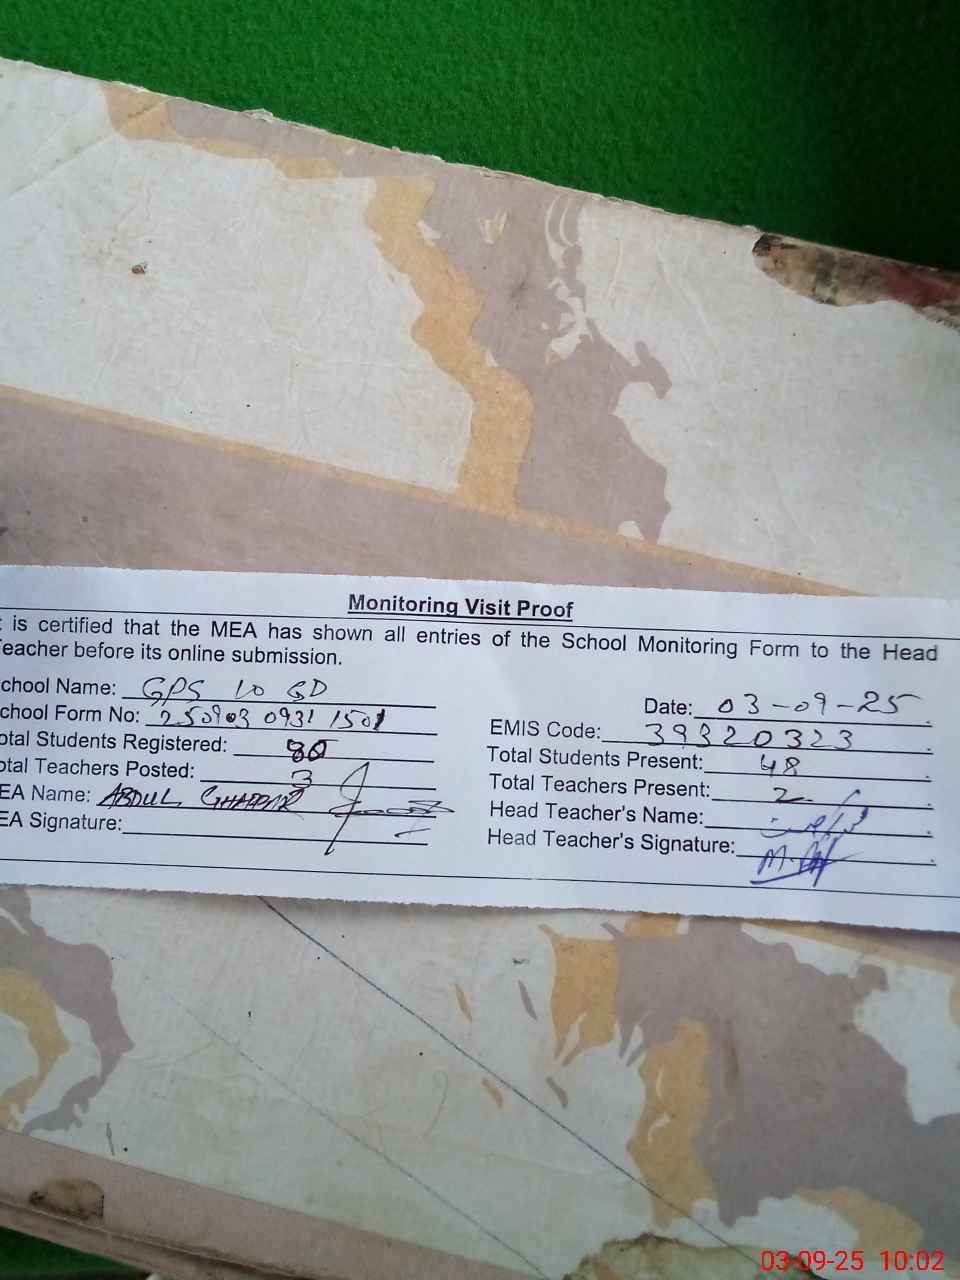 Monitoring Visit Proof
is certified that the MEA has shown all entries of the School Monitoring Form to the Head
eacher before its online submission.
chool Name: GPS 10 GD
Date: 03-09-25
chool Form No: 250903 0931 1501
EMIS Code: 39320323
otal Students Registered: 80
Total Students Present: 48
otal Teachers Posted: 3
Total Teachers Present: 2
EA Name: ABDUL GHAFFAR
Head Teacher's Name:
EA Signature:
Head Teacher's Signature:
03-09-25 10:02